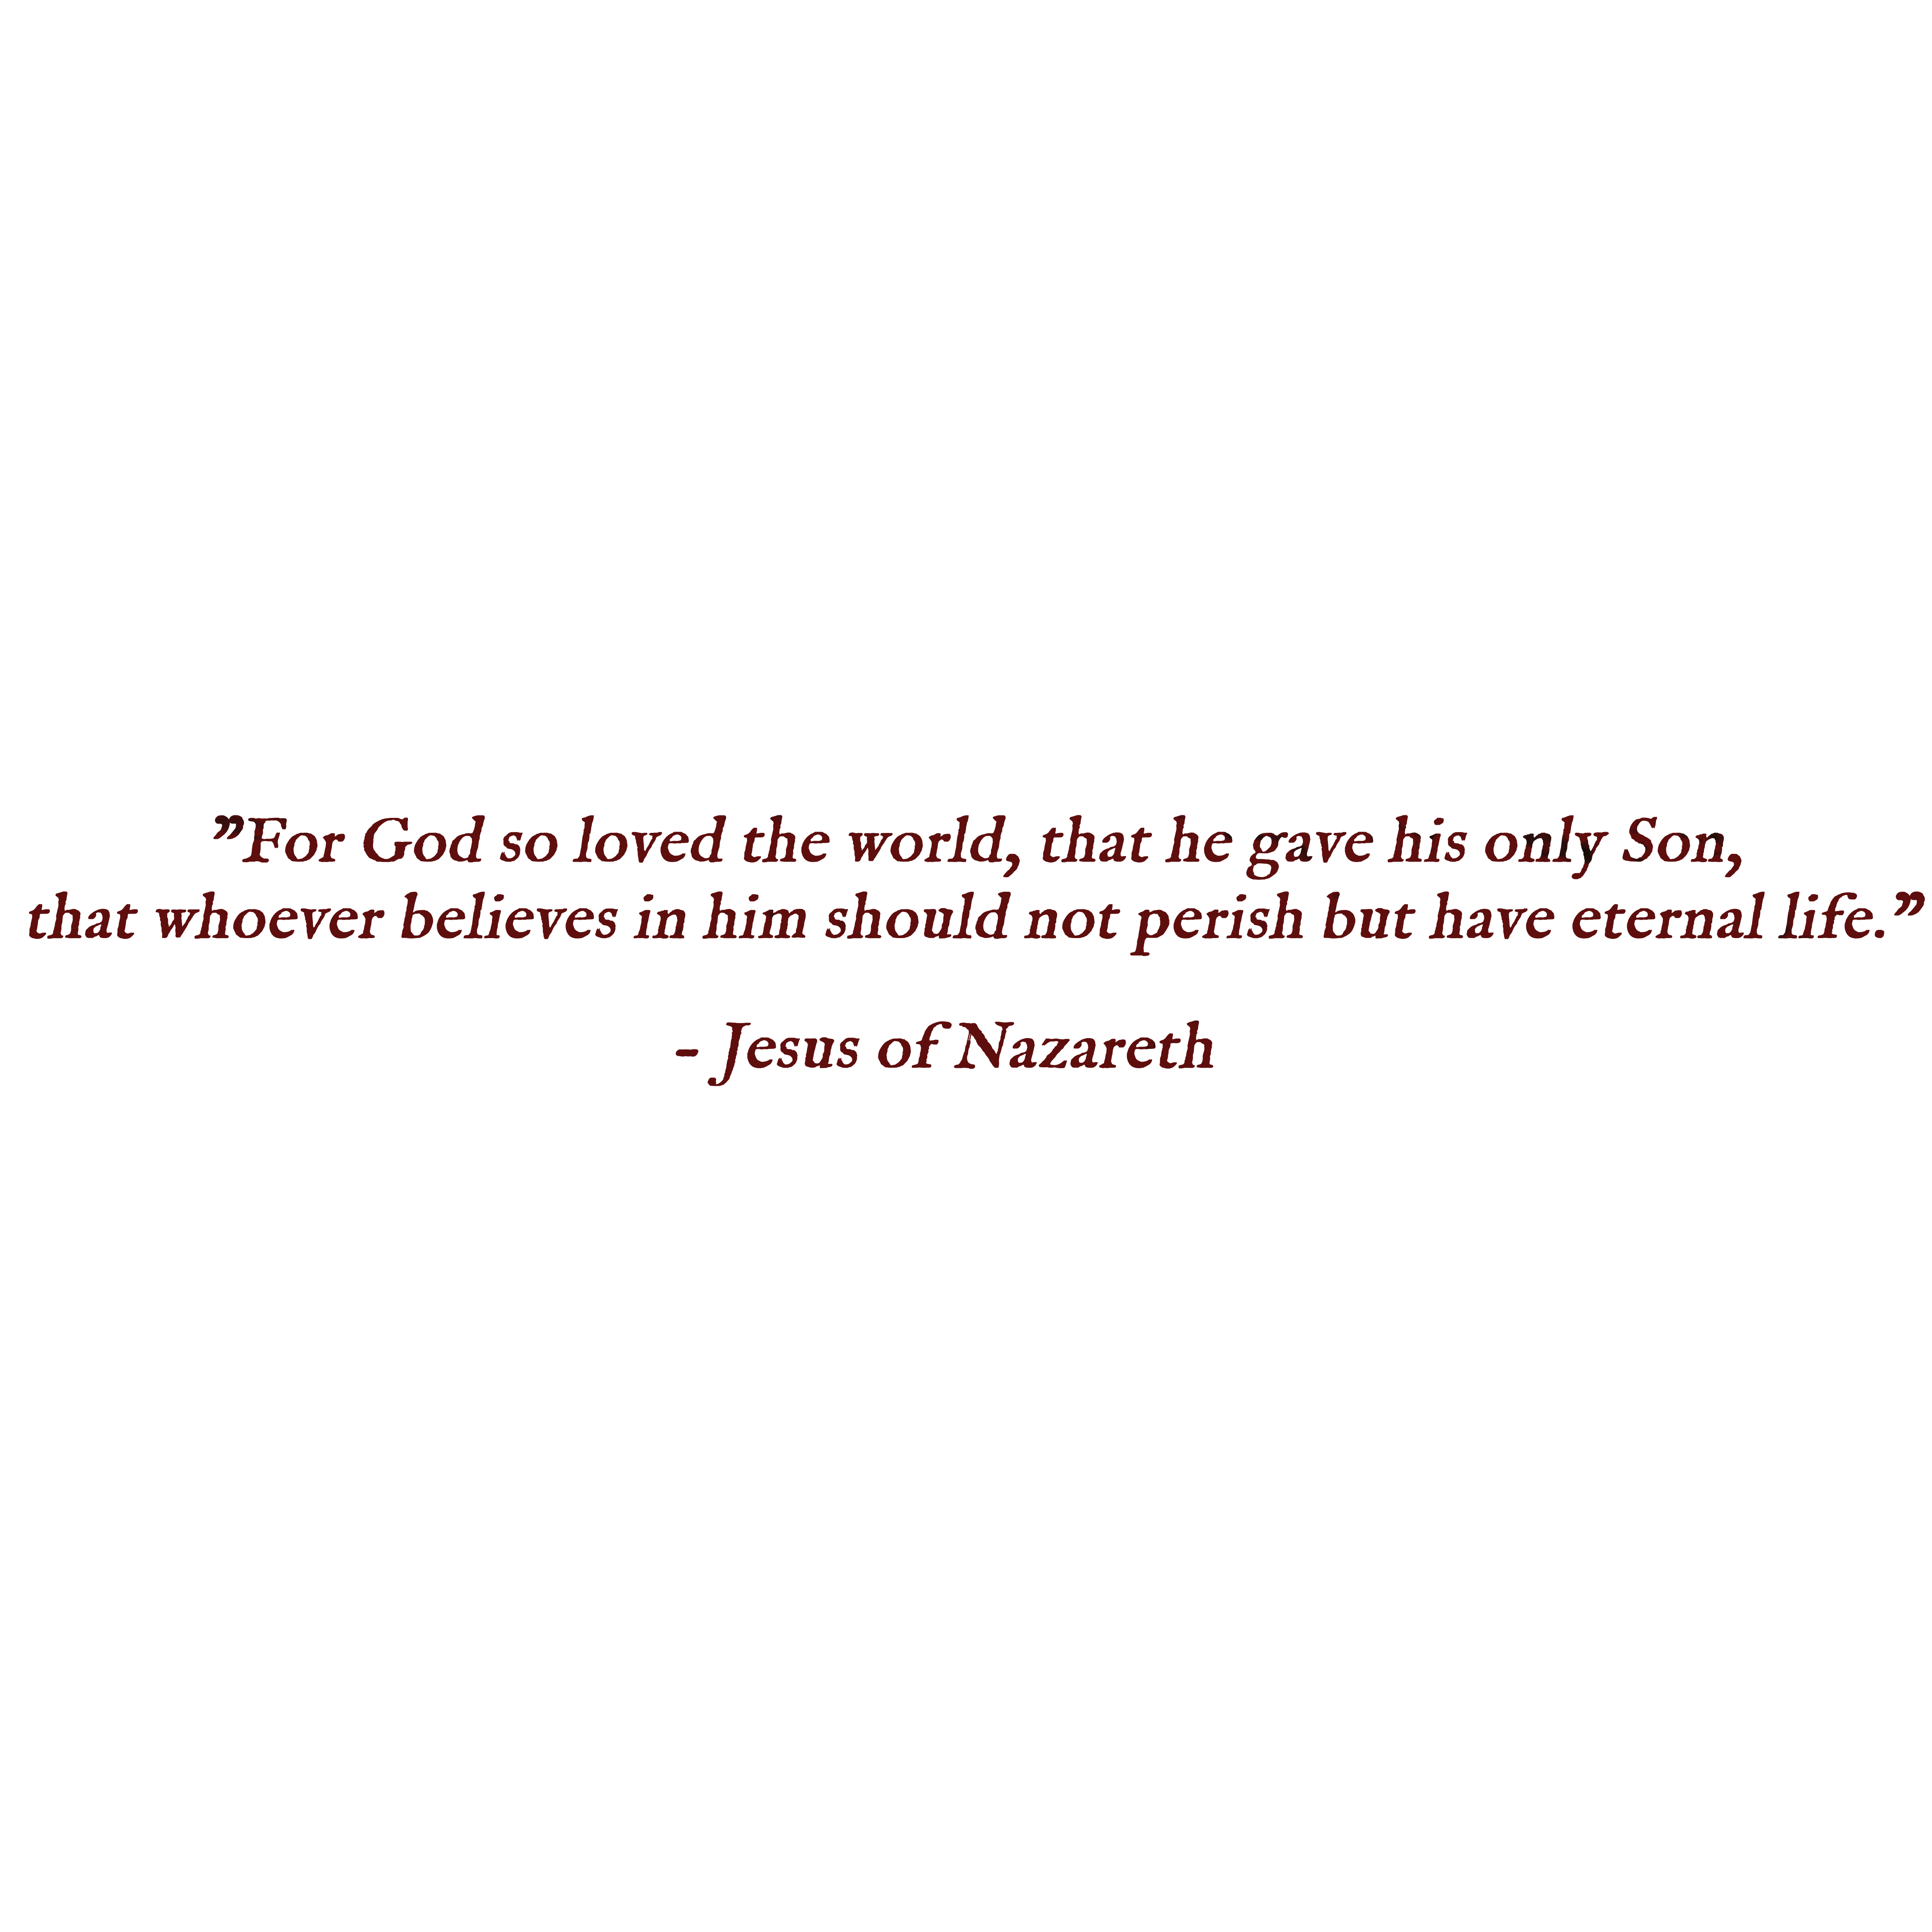 ”For God so loved the world, that he gave his only Son,
that whoever believes in him should not perish but have eternal life.”
- Jesus of Nazareth